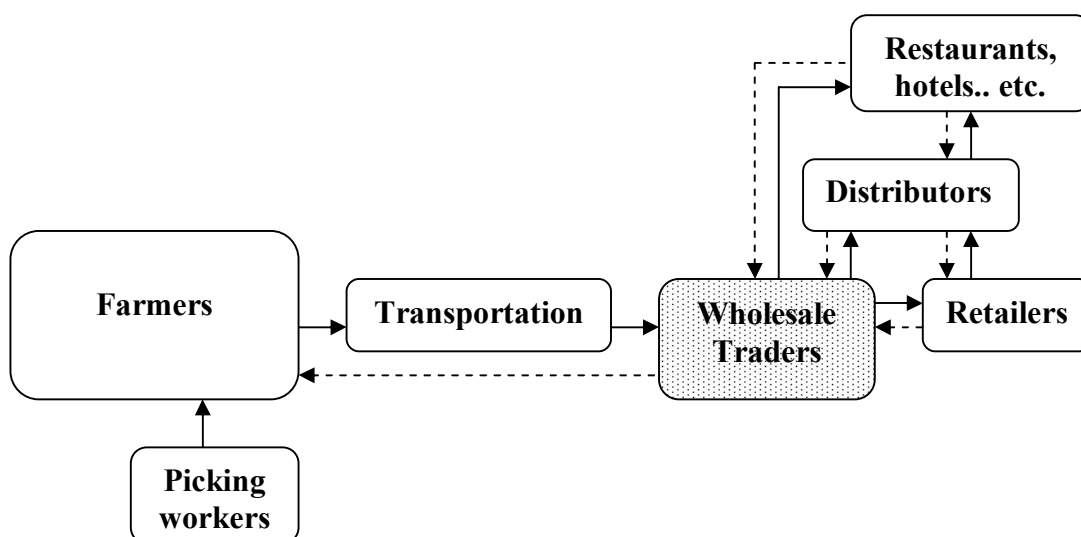 Restaurants,
hotels.. etc.
Distributors
Farmers
Transportation
Wholesale
Traders
Retailers
Picking
workers